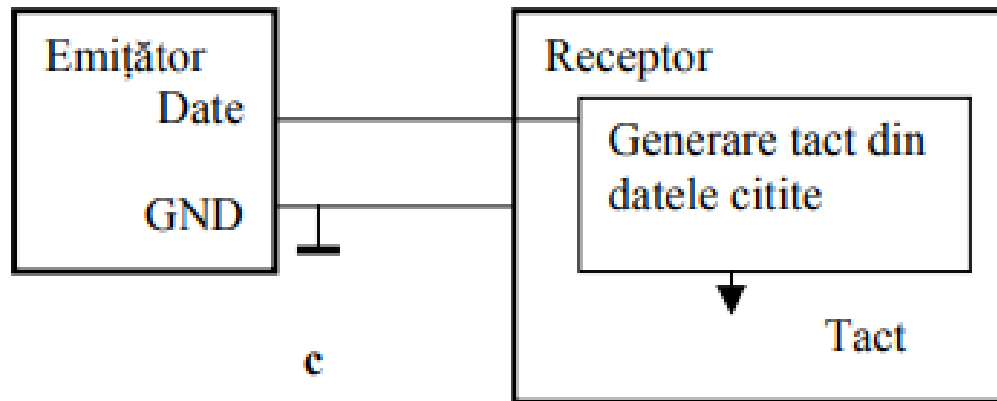 Emiţător
Date
GND
c
Receptor
Generare tact din
datele citite
Tact